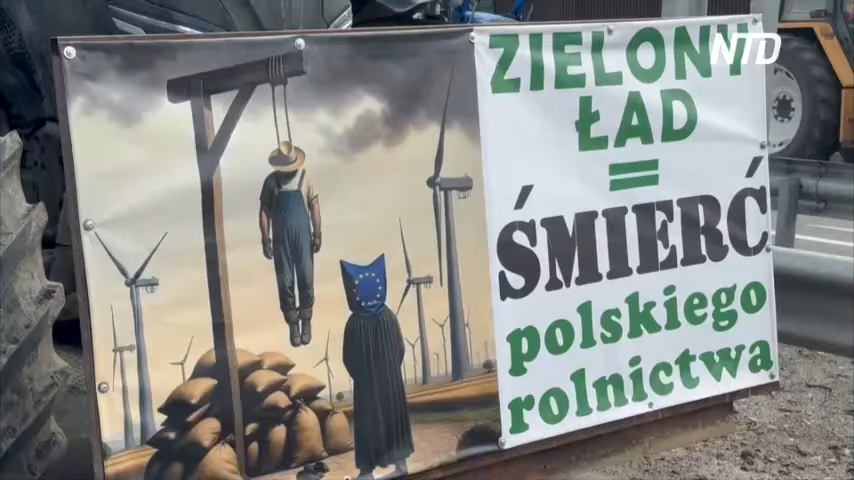 NTD
ZIELONY
ŁAD
=
ŚMIERĆ
polskiego
rolnictwa